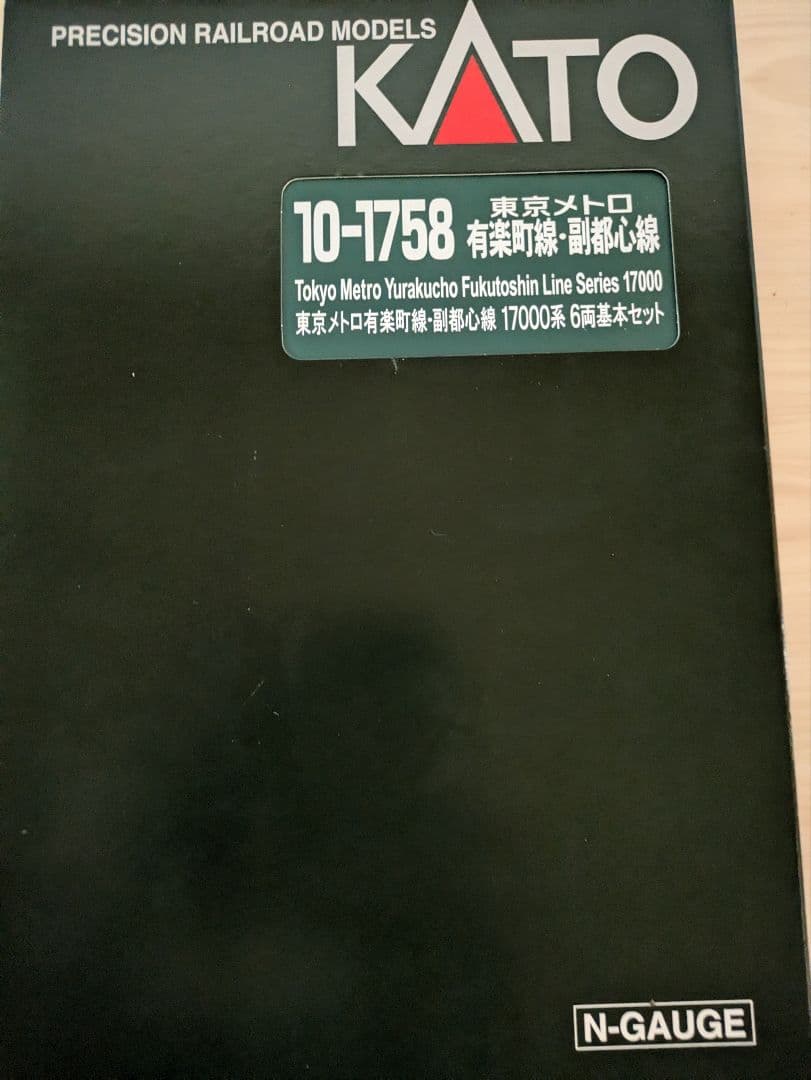 PRECISION RAILROAD MODELS
KATO
10-1758
東京メトロ
有楽町線・副都心線
Tokyo Metro Yurakucho Fukutoshin Line Series 17000
東京メトロ有楽町線・副都心線 17000系 6両基本セット
N-GAUGE